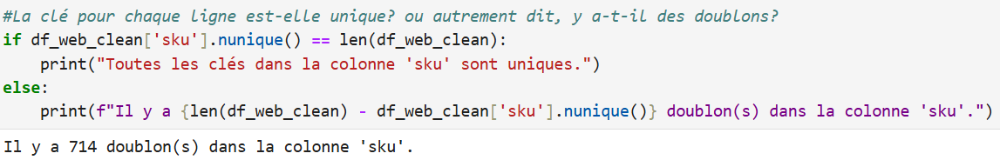 #La clé pour chaque ligne est-elle unique? ou autrement dit, y a-t-il des doublons?
if df_web_clean['sku'].nunique() == len(df_web_clean):
    print("Toutes les clés dans la colonne 'sku' sont uniques.")
else:
    print(f"Il y a {len(df_web_clean) - df_web_clean['sku'].nunique()} doublon(s) dans la colonne 'sku'.")
Il y a 714 doublon(s) dans la colonne 'sku'.